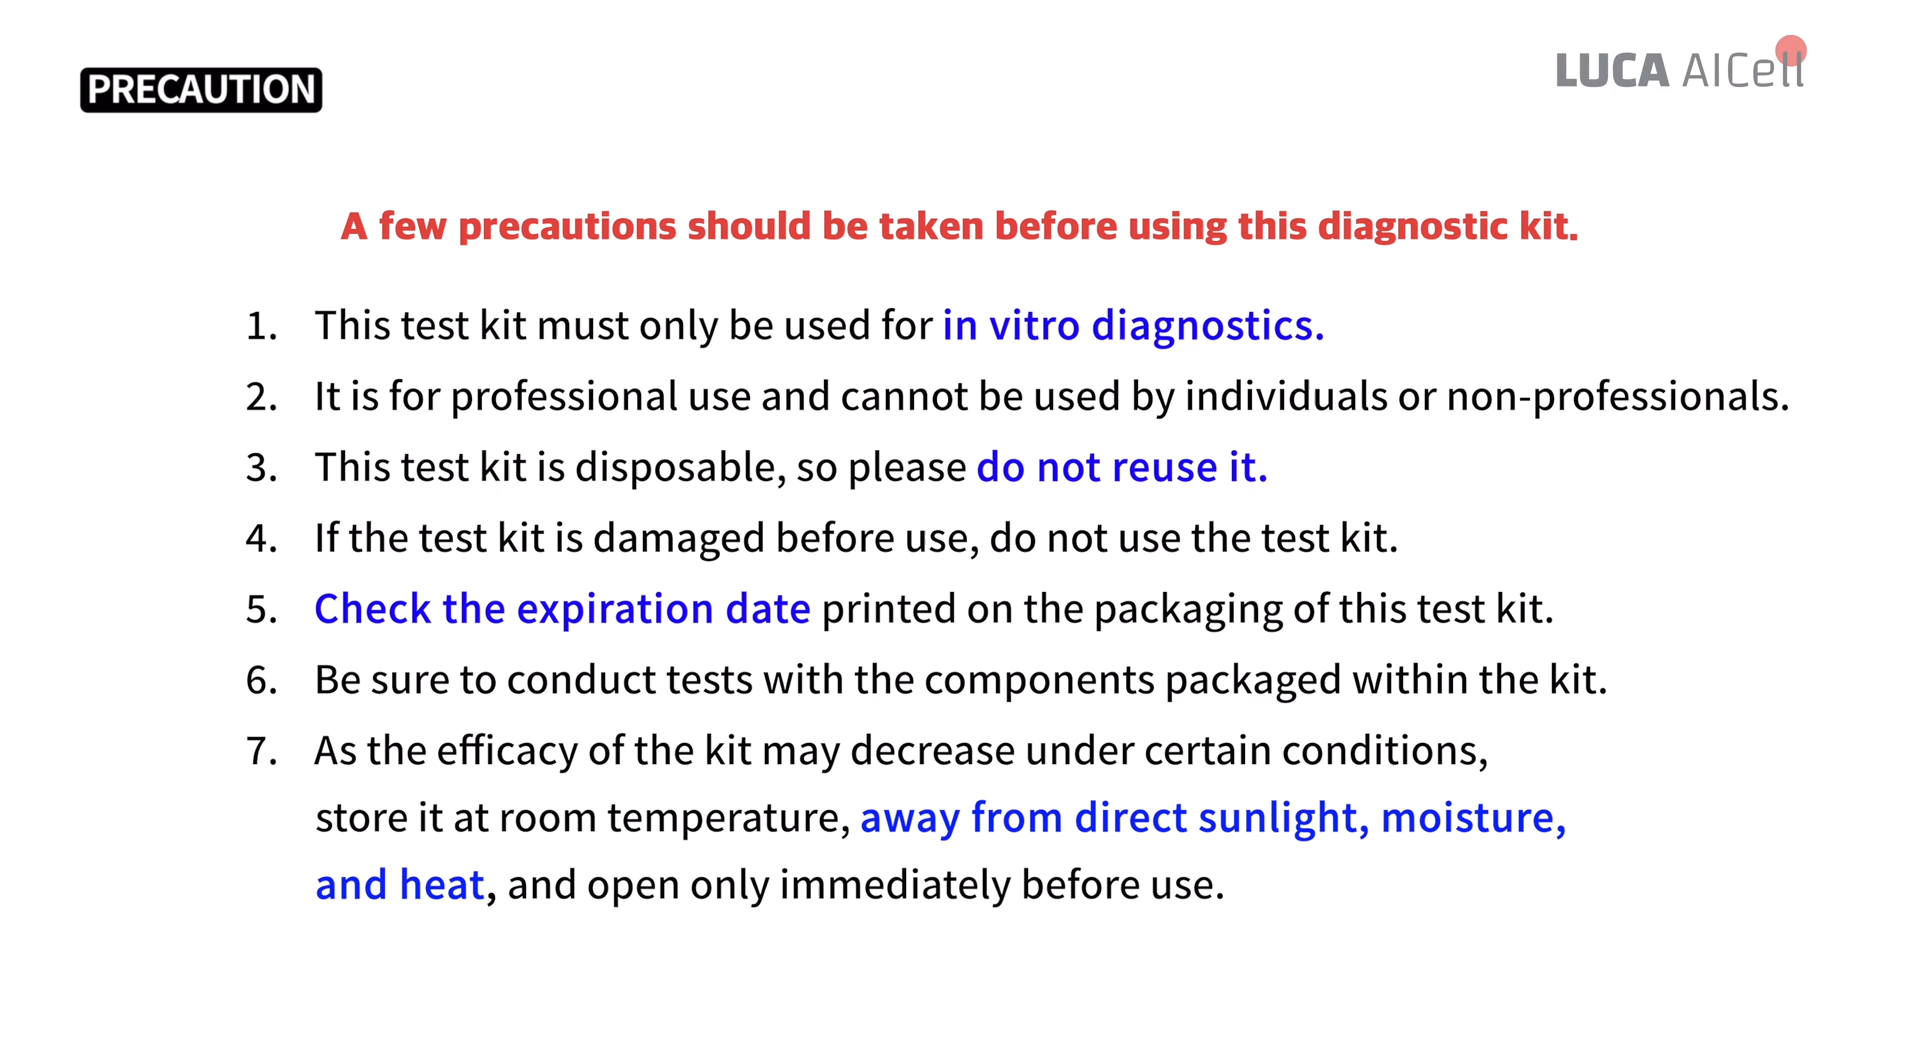 PRECAUTION
LUCA AICell
A few precautions should be taken before using this diagnostic kit.
1. This test kit must only be used for in vitro diagnostics.
2. It is for professional use and cannot be used by individuals or non-professionals.
3. This test kit is disposable, so please do not reuse it.
4. If the test kit is damaged before use, do not use the test kit.
5. Check the expiration date printed on the packaging of this test kit.
6. Be sure to conduct tests with the components packaged within the kit.
7. As the efficacy of the kit may decrease under certain conditions,
store it at room temperature, away from direct sunlight, moisture,
and heat, and open only immediately before use.